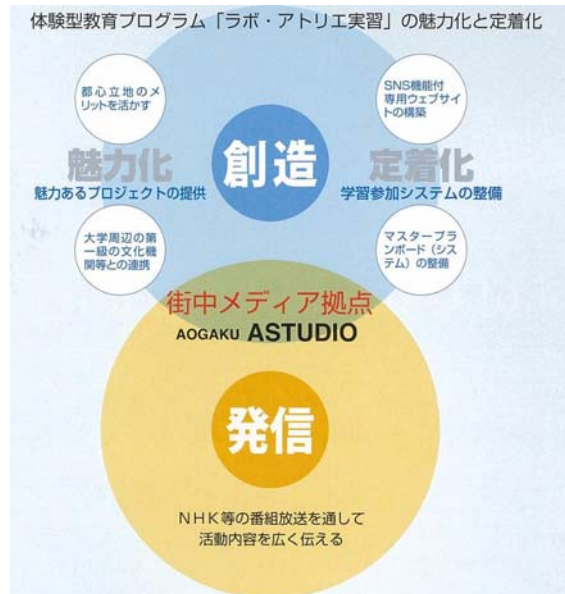 体験型教育プログラム「ラボ・アトリエ実習」の魅力化と定着化
都心立地のメ
リットを活かす
SNS機能付
専用ウェブサイ
トの構築
魅力化
創造
定着化
魅力あるプロジェクトの提供
学習参加システムの整備
大学周辺の第
一級の文化機
関等との連携
マスタープラ
ンボード（シス
テム）の整備
街中メディア拠点
AOGAKU ASTUDIO
発信
NHK等の番組放送を通して
活動内容を広く伝える